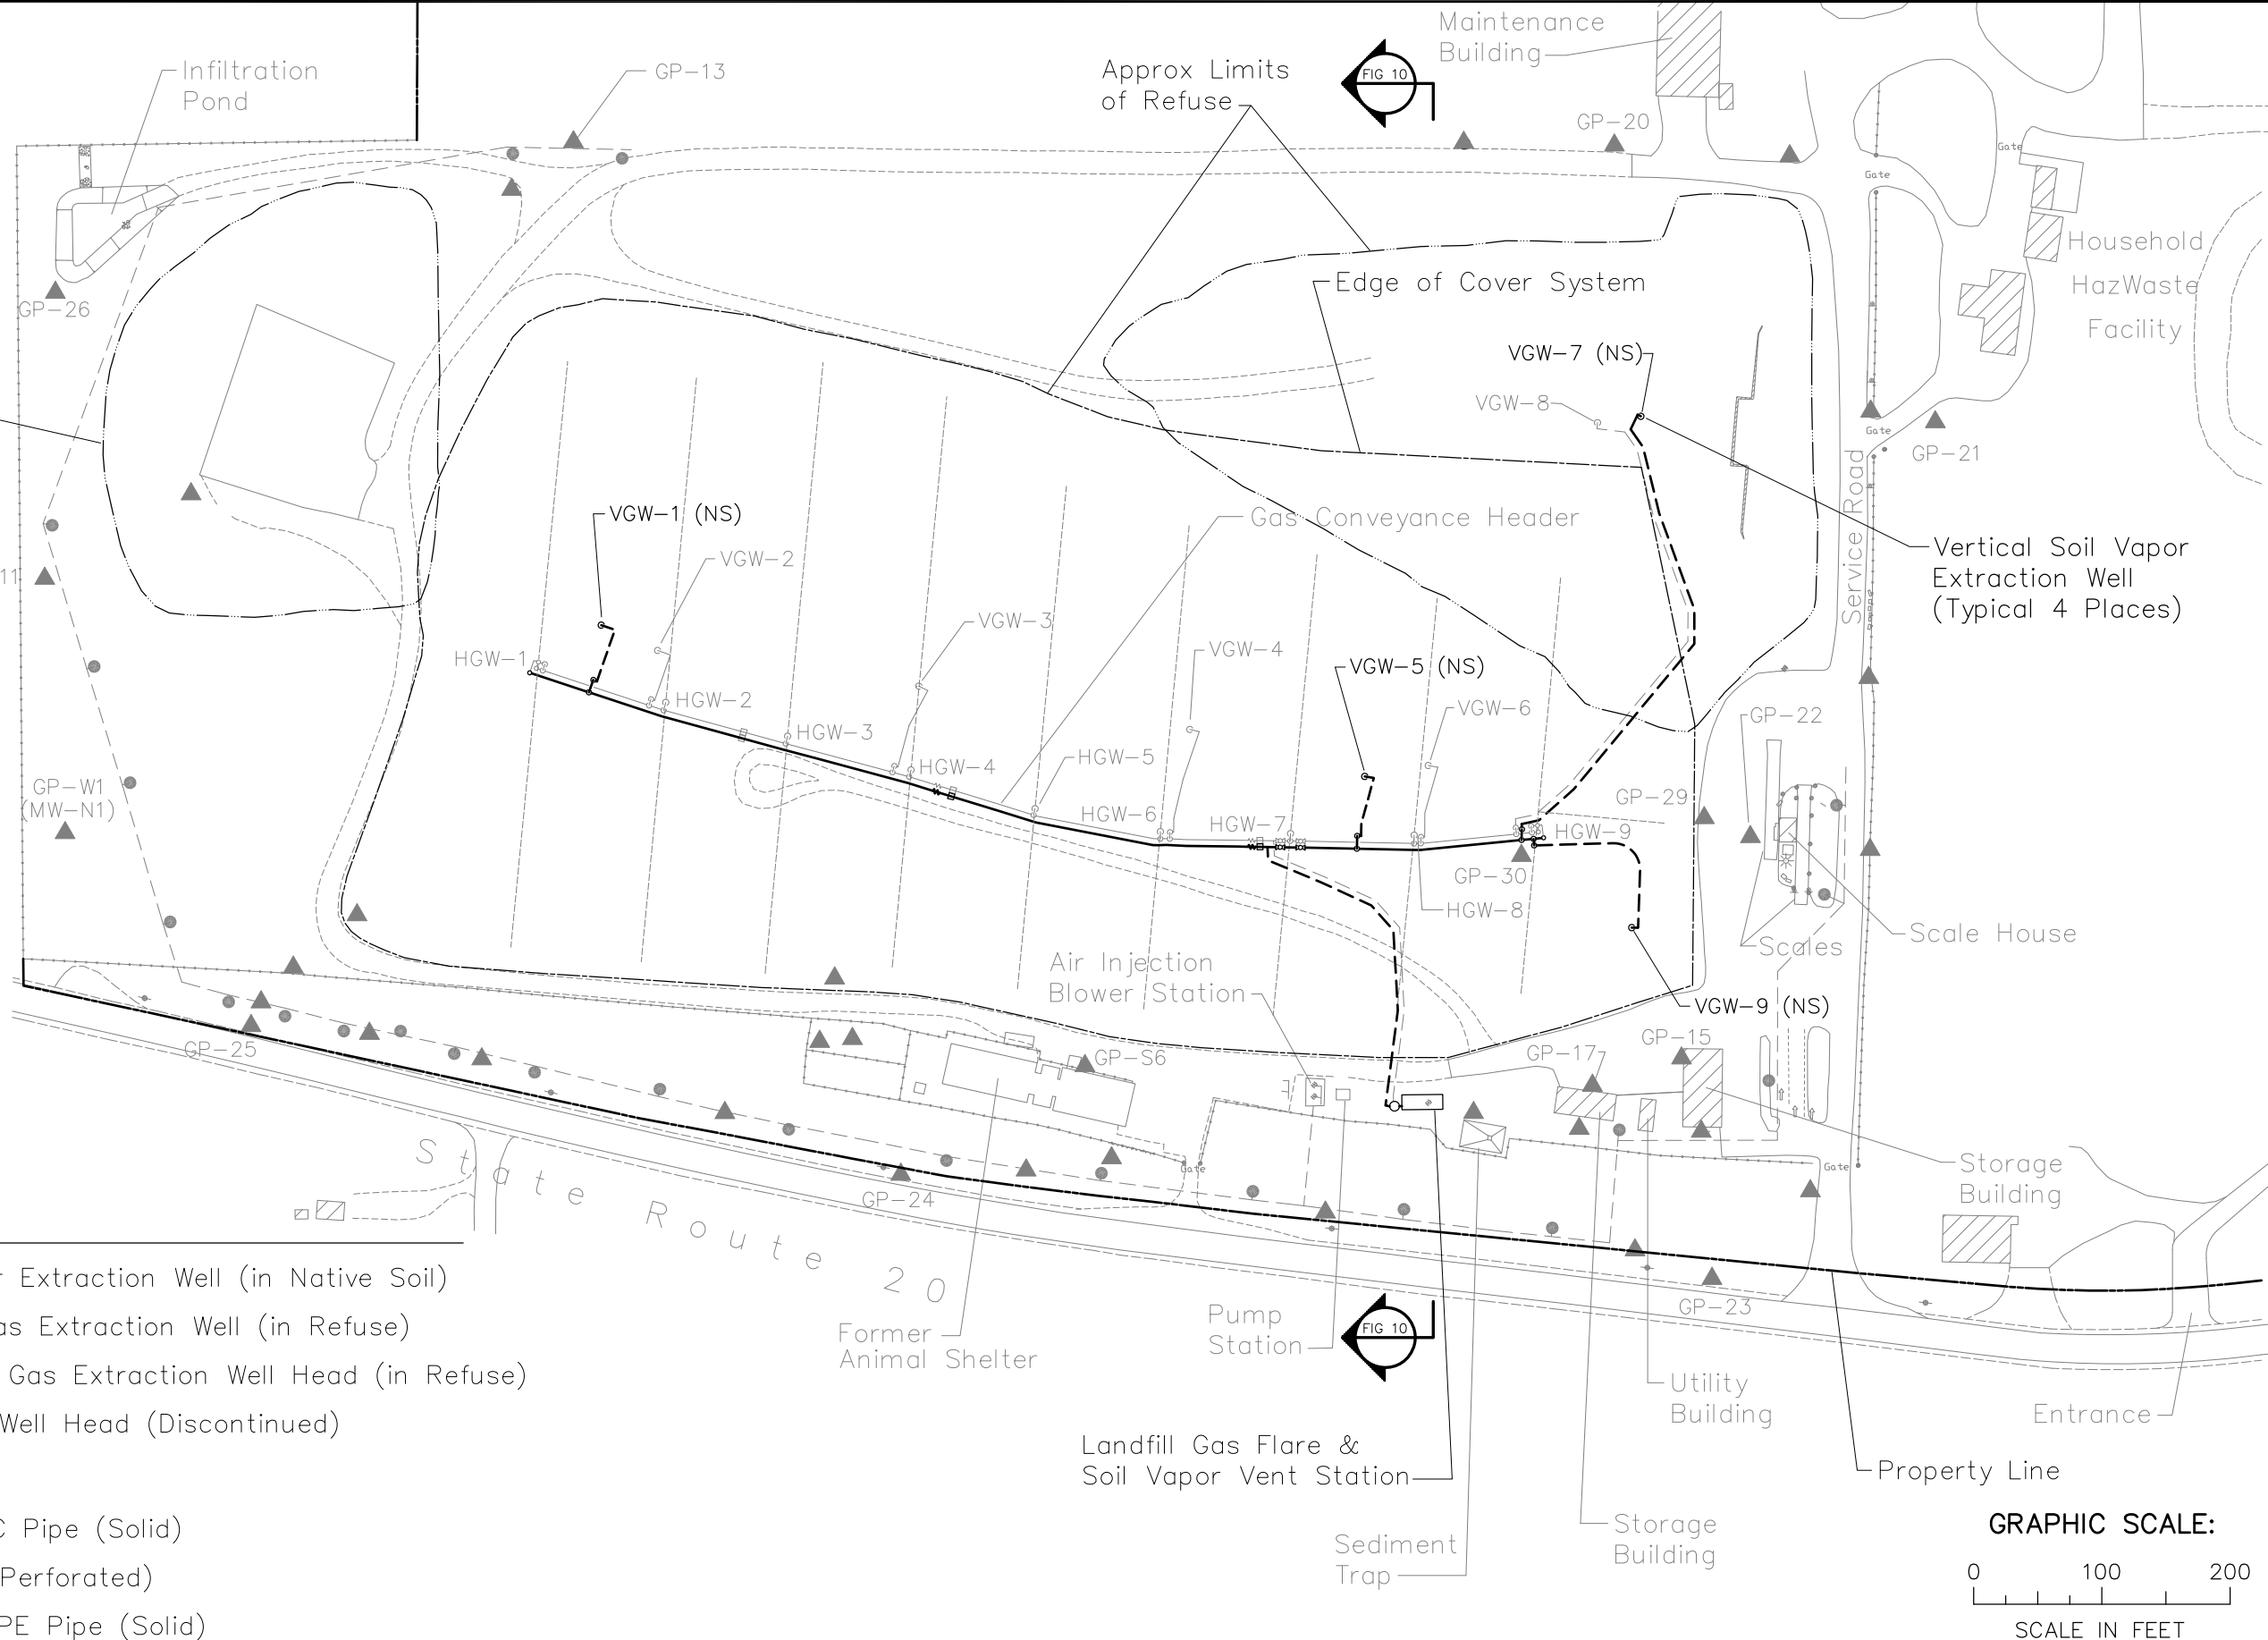 Maintenance
Building
Infiltration
Pond
GP-13
Approx Limits
of Refuse
FIG 10
GP-20
Gate
Gate
Household
HazWaste
Facility
GP-26
Edge of Cover System
VGW-7 (NS)
VGW-8
Gate
GP-21
VGW-1 (NS)
Gas Conveyance Header
VGW-2
Service Road
Vertical Soil Vapor
Extraction Well
(Typical 4 Places)
11
VGW-3
VGW-4
HGW-1
VGW-5 (NS)
HGW-2
VGW-6
GP-22
HGW-3
HGW-5
HGW-4
GP-W1
(MW-N1)
HGW-6
HGW-7
GP-29
HGW-9
GP-30
HGW-8
Scale House
Scales
Air Injection
Blower Station
VGW-9 (NS)
GP-25
GP-S6
GP-17
GP-15
Gate
Gate
Storage
Building
GP-24
State Route 20
r Extraction Well (in Native Soil)
as Extraction Well (in Refuse)
Gas Extraction Well Head (in Refuse)
Well Head (Discontinued)
Former
Animal Shelter
Pump
Station
FIG 10
GP-23
Utility
Building
Entrance
Landfill Gas Flare &
Soil Vapor Vent Station
Property Line
C Pipe (Solid)
Perforated)
PE Pipe (Solid)
Sediment
Trap
Storage
Building
GRAPHIC SCALE:
0 100 200
SCALE IN FEET